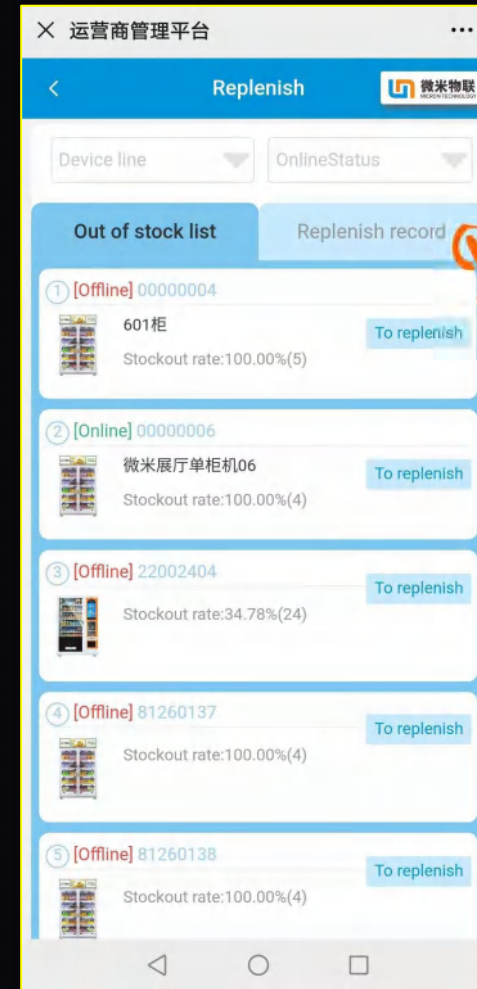 运营商管理平台
Replenish
微米物联
MICRON TECHNOLOGY
Device line
OnlineStatus
Out of stock list
Replenish record
1 [Offline] 00000004
601柜
To replenish
Stockout rate:100.00%(5)
2 [Online] 00000006
微米展厅单柜机06
To replenish
Stockout rate:100.00%(4)
3 [Offline] 22002404
To replenish
Stockout rate:34.78%(24)
4 [Offline] 81260137
To replenish
Stockout rate:100.00%(4)
5 [Offline] 81260138
To replenish
Stockout rate:100.00%(4)